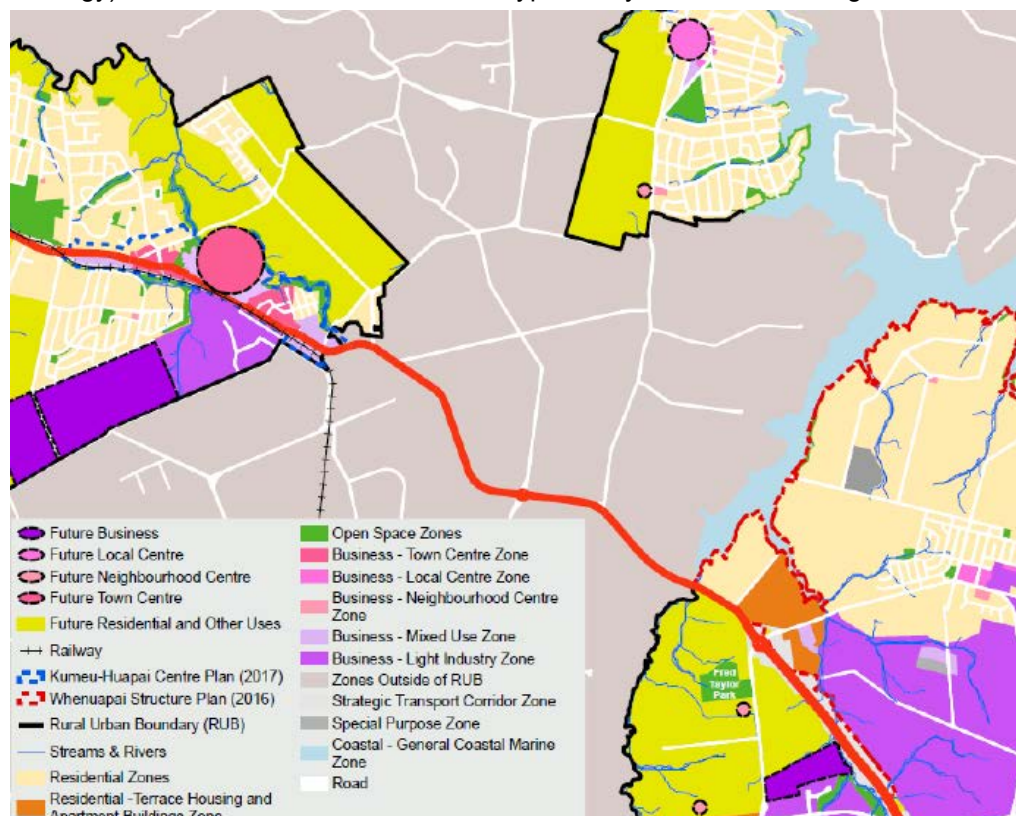 Fred
Taylor
Park
Future Business
Future Local Centre
Future Neighbourhood Centre
Future Town Centre
Future Residential and Other Uses
Railway
Kumeu-Huapai Centre Plan (2017)
Whenuapai Structure Plan (2016)
Rural Urban Boundary (RUB)
Streams & Rivers
Residential Zones
Residential -Terrace Housing and
Apartment Buildings Zone
Open Space Zones
Business - Town Centre Zone
Business - Local Centre Zone
Business - Neighbourhood Centre
Zone
Business - Mixed Use Zone
Business - Light Industry Zone
Zones Outside of RUB
Strategic Transport Corridor Zone
Special Purpose Zone
Coastal - General Coastal Marine
Zone
Road